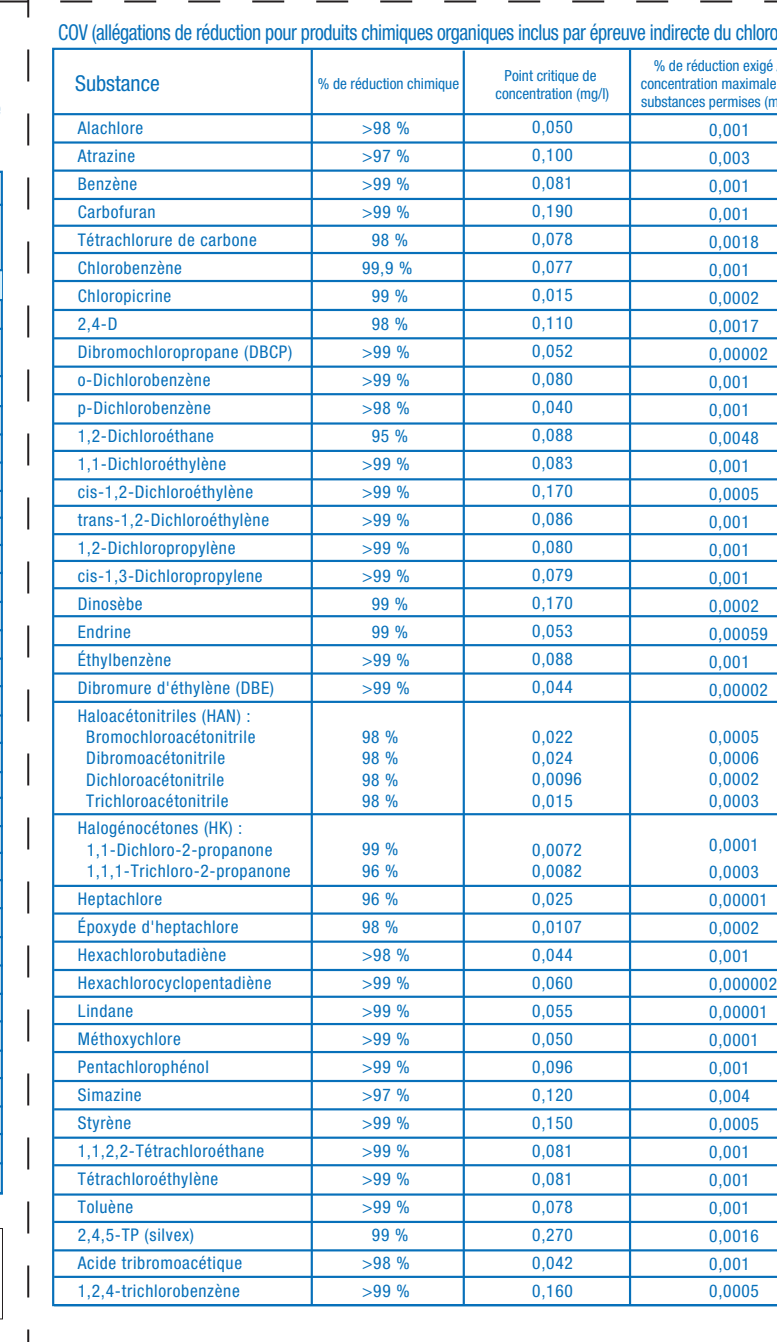 COV (allégations de réduction pour produits chimiques organiques inclus par épreuve indirecte du chloro
Substance
% de réduction chimique
Point critique de
concentration (mg/l)
% de réduction exigé
concentration maximale
substances permises (m
Alachlore >98 % 0,050 0,001
Atrazine >97 % 0,100 0,003
Benzène >99 % 0,081 0,001
Carbofuran >99 % 0,190 0,001
Tétrachlorure de carbone 98 % 0,078 0,0018
Chlorobenzène 99,9 % 0,077 0,001
Chloropicrine 99 % 0,015 0,0002
2,4-D 98 % 0,110 0,0017
Dibromochloropropane (DBCP) >99 % 0,052 0,00002
o-Dichlorobenzène >99 % 0,080 0,001
p-Dichlorobenzène >98 % 0,040 0,001
1,2-Dichloroéthane 95 % 0,088 0,0048
1,1-Dichloroéthylène >99 % 0,083 0,001
cis-1,2-Dichloroéthylène >99 % 0,170 0,0005
trans-1,2-Dichloroéthylène >99 % 0,086 0,001
1,2-Dichloropropylène >99 % 0,080 0,001
cis-1,3-Dichloropropylene >99 % 0,079 0,001
Dinosèbe 99 % 0,170 0,0002
Endrine 99 % 0,053 0,00059
Éthylbenzène >99 % 0,088 0,001
Dibromure d'éthylène (DBE) >99 % 0,044 0,00002
Haloacétonitriles (HAN) :
Bromochloroacétonitrile 98 % 0,022 0,0005
Dibromoacétonitrile 98 % 0,024 0,0006
Dichloroacétonitrile 98 % 0,0096 0,0002
Trichloroacétonitrile 98 % 0,015 0,0003
Halogénocétones (HK) :
1,1-Dichloro-2-propanone 99 % 0,0072 0,0001
1,1,1-Trichloro-2-propanone 96 % 0,0082 0,0003
Heptachlore 96 % 0,025 0,00001
Époxyde d'heptachlore 98 % 0,0107 0,0002
Hexachlorobutadiène >98 % 0,044 0,001
Hexachlorocyclopentadiène >99 % 0,060 0,000002
Lindane >99 % 0,055 0,00001
Méthoxychlore >99 % 0,050 0,0001
Pentachlorophénol >99 % 0,096 0,001
Simazine >97 % 0,120 0,004
Styrène >99 % 0,150 0,0005
1,1,2,2-Tétrachloroéthane >99 % 0,081 0,001
Tétrachloroéthylène >99 % 0,081 0,001
Toluène >99 % 0,078 0,001
2,4,5-TP (silvex) 99 % 0,270 0,0016
Acide tribromoacétique >98 % 0,042 0,001
1,2,4-trichlorobenzène >99 % 0,160 0,0005